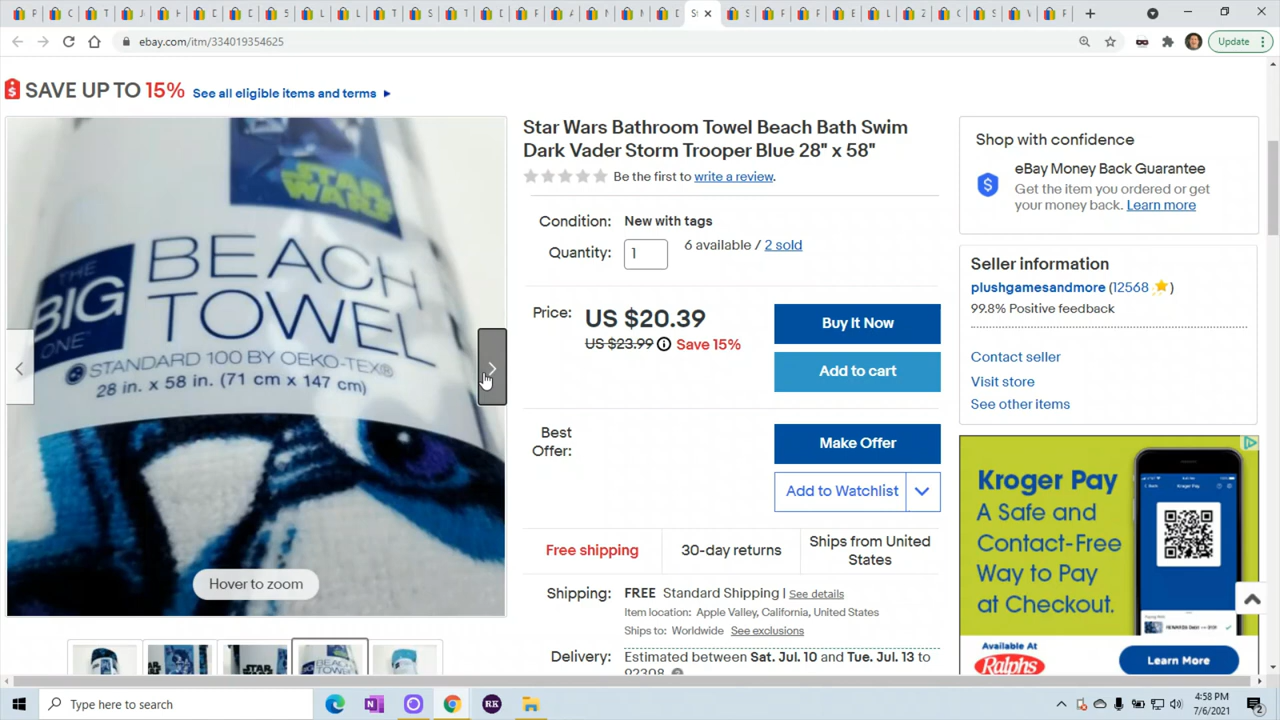 P
C
T
J
H
D
D
5
L
L
T
S
T
D
F
A
N
N
D
St
S
F
F
E
L
2
C
S
V
F
ebay.com/itm/334019354625
Update
SAVE UP TO 15% See all eligible items and terms
Star Wars Bathroom Towel Beach Bath Swim
Dark Vader Storm Trooper Blue 28" x 58"
Be the first to write a review.
Condition: New with tags
Quantity: 1 6 available / 2 sold
Price: US $20.39
US $23.99 Save 15%
Buy It Now
Add to cart
Best
Offer:
Make Offer
Add to Watchlist
Free shipping
30-day returns
Ships from United
States
Shipping: FREE Standard Shipping | See details
Item location: Apple Valley, California, United States
Ships to: Worldwide See exclusions
Delivery: Estimated between Sat. Jul. 10 and Tue. Jul. 13 to
92308
STAR
WARS
THE
BIG
ONE
BEACH
TOWEL
STANDARD 100 BY OEKO-TEX®
28 in. x 58 in. (71 cm x 147 cm)
Hover to zoom
Shop with confidence
eBay Money Back Guarantee
Get the item you ordered or get
your money back. Learn more
Seller information
plushgamesandmore (12568)
99.8% Positive feedback
Contact seller
Visit store
See other items
Kroger Pay
A Safe and
Contact-Free
Way to Pay
at Checkout.
Available At
Ralphs
Learn More
Type here to search
RK
4:58 PM
7/6/2021
2